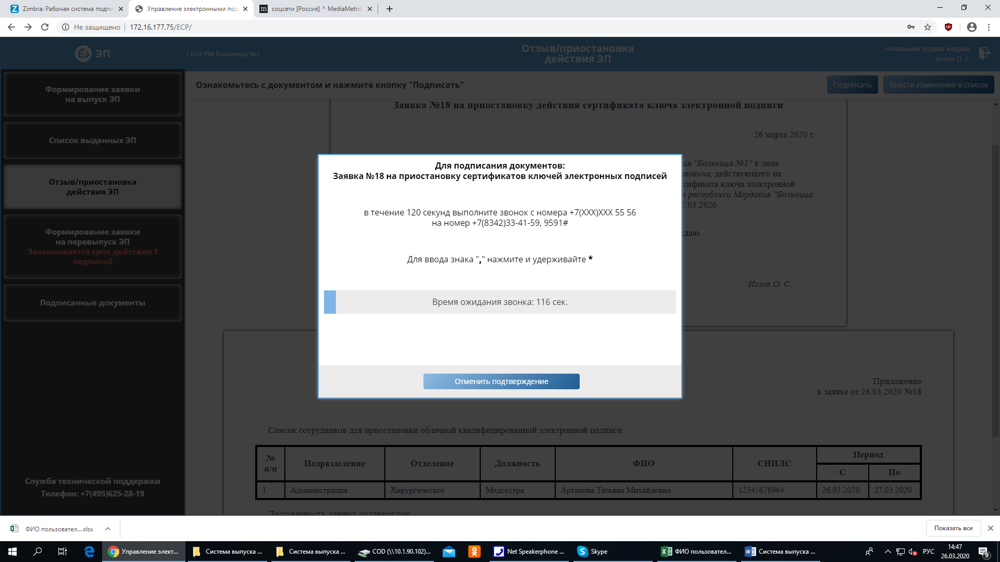 Zimbra: Рабочая система подпи
Управление электронными под
соцсети [Россия] ^ MediaMetric
Не защищено
172.16.177.75/ECP/
ЭП
ГБУЗ РМ Больница №1
Отзыв/приостановка
действия ЭП
Начальник отдела кадров
Иглов О. С
Формирование заявки
на выпуск ЭП
Список выданных ЭП
Отзыв/приостановка
действия ЭП
Формирование заявки
на перевыпуск ЭП
Заканчивается срок действия 1
подписей
Подписанные документы
Служба технической поддержки
Телефон: +7(495)625-28-19
Ознакомьтесь с документом и нажмите кнопку "Подписать"
Подписать
Внести изменения в список
Заявка №18 на приостановку действия сертификата ключа электронной подписи
26 марта 2020 г.
ия "Больница №1" в лице
вовича, действующего на
тификата ключа электронной
я республики Мордовия "Больница
7.03.2020.
ждаю.
Иглов О. С.
Для подписания документов:
Заявка №18 на приостановку сертификатов ключей электронных подписей
в течение 120 секунд выполните звонок с номера +7(XXX)XXX 55 56
на номер +7(8342)33-41-59, 9591#
Для ввода знака "," нажмите и удерживайте *
Время ожидания звонка: 116 сек.
Отменить подтверждение
Приложение
к заявке от 26.03.2020 №18
Список сотрудников для приостановки облачной квалифицированной электронной подписи
№ п/п Подразделение Отделение Должность ФИО СНИЛС Период
С По
1 Администрация Хирургическое Медсестра Артапова Татьяна Михайловна 12345678964 26.03.2020 27.03.2020
Достоверность данных подтверждаю
ФИО пользовател....xlsx
Показать все
Управление элект...
Система выпуска ...
Система выпуска ...
COD (\\10.1.90.102)...
Net Speakerphone ...
Skype
ФИО пользовател...
Система выпуска ...
РУС
14:47
26.03.2020
9